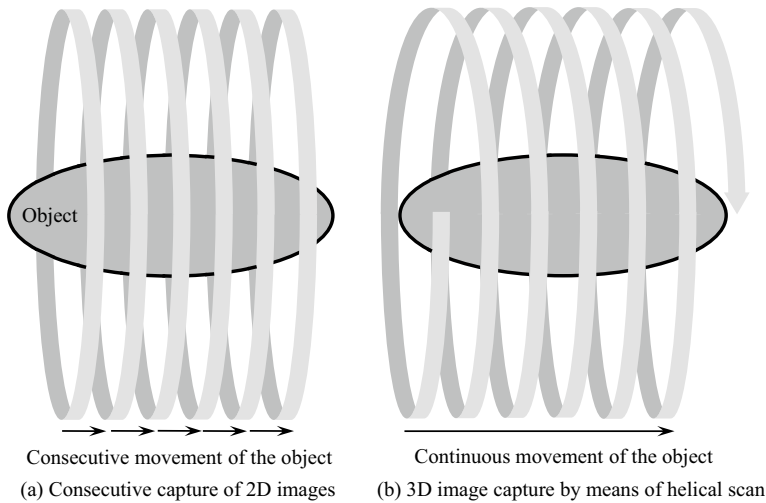 Object
Consecutive movement of the object
(a) Consecutive capture of 2D images
Continuous movement of the object
(b) 3D image capture by means of helical scan